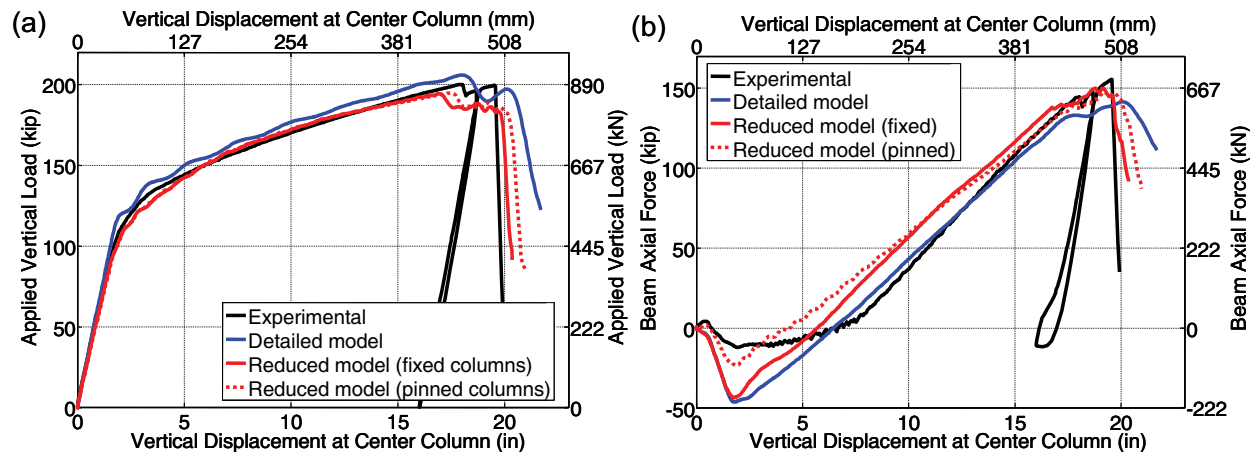 (a)
Vertical Displacement at Center Column (mm)
0 127 254 381 508
Applied Vertical Load (kip)
200
150
100
50
0
890
667
445
222
0
Applied Vertical Load (kN)
Experimental
Detailed model
Reduced model (fixed columns)
Reduced model (pinned columns)
0 5 10 15 20
Vertical Displacement at Center Column (in)
(b)
Vertical Displacement at Center Column (mm)
0 127 254 381 508
Beam Axial Force (kip)
150
100
50
0
-50
667
445
222
0
-222
Beam Axial Force (kN)
Experimental
Detailed model
Reduced model (fixed)
Reduced model (pinned)
0 5 10 15 20
Vertical Displacement at Center Column (in)